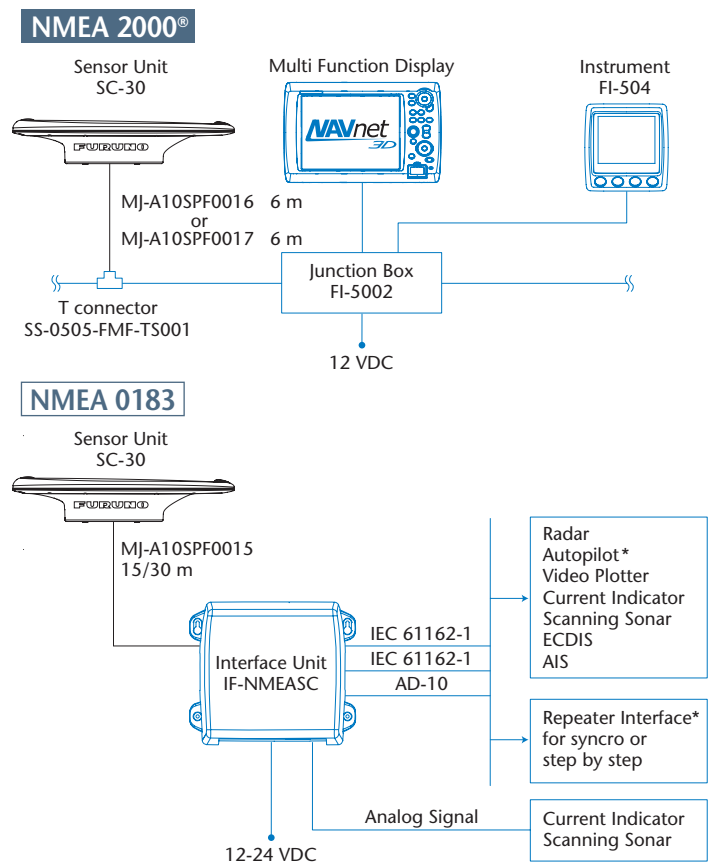 NMEA 2000®
Sensor Unit
SC-30
Multi Function Display
Instrument
FI-504
FURUNO
NAVnet
3D
MJ-A10SPF0016 6 m
or
MJ-A10SPF0017 6 m
Junction Box
FI-5002
T connector
SS-0505-FMF-TS001
12 VDC
NMEA 0183
Sensor Unit
SC-30
FURUNO
MJ-A10SPF0015
15/30 m
Interface Unit
IF-NMEASC
IEC 61162-1
IEC 61162-1
AD-10
Radar
Autopilot*
Video Plotter
Current Indicator
Scanning Sonar
ECDIS
AIS
Repeater Interface*
for syncro or
step by step
Analog Signal
Current Indicator
Scanning Sonar
12-24 VDC